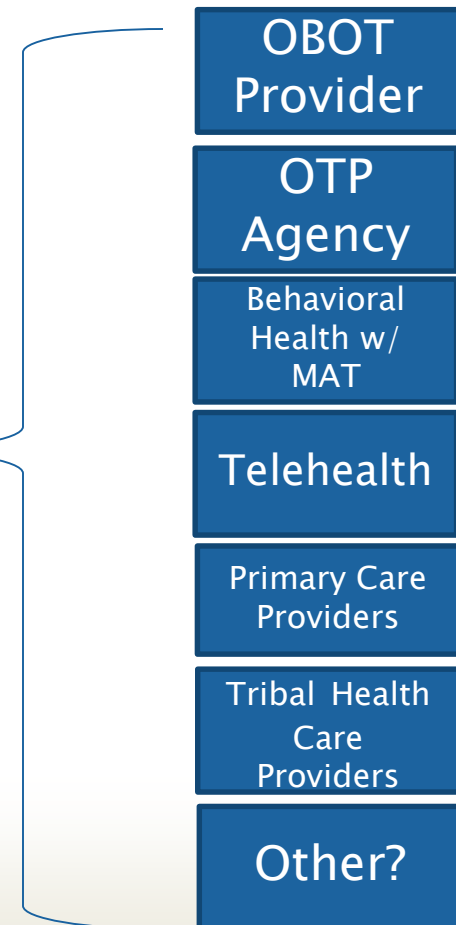 OBOT
Provider
OTP
Agency
Behavioral
Health w/
MAT
Telehealth
Primary Care
Providers
Tribal Health
Care
Providers
Other?